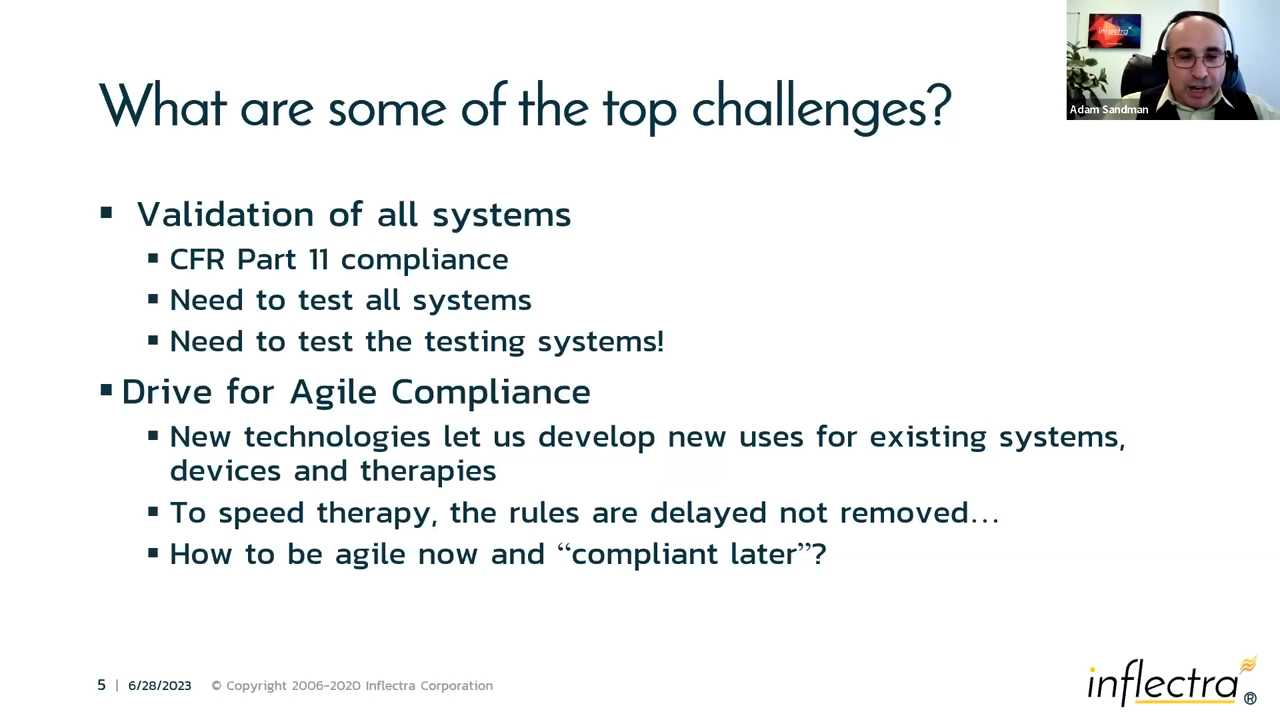 What are some of the top challenges?
inflectra
Adam Sandman
▪ Validation of all systems
▪ CFR Part 11 compliance
▪ Need to test all systems
▪ Need to test the testing systems!
▪ Drive for Agile Compliance
▪ New technologies let us develop new uses for existing systems,
devices and therapies
▪ To speed therapy, the rules are delayed not removed...
▪ How to be agile now and “compliant later”?
5 | 6/28/2023 © Copyright 2006-2020 Inflectra Corporation
inflectra®